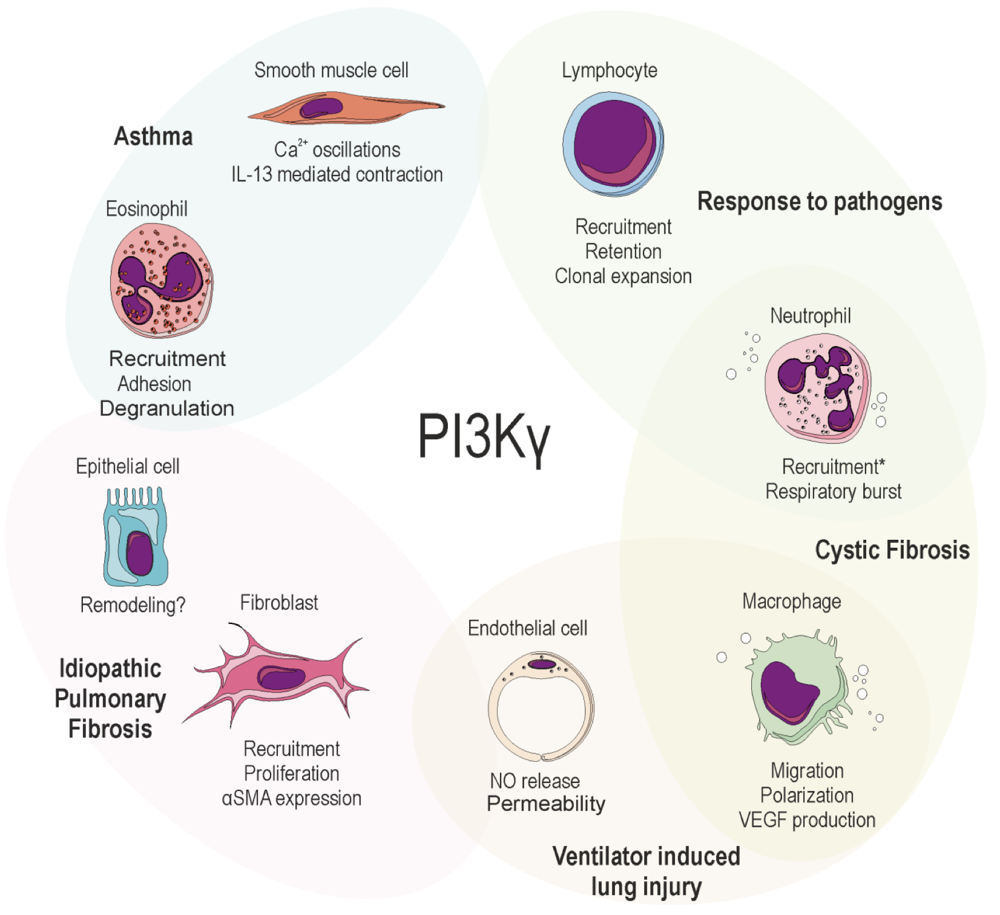 Smooth muscle cell
Asthma
Ca²⁺ oscillations
IL-13 mediated contraction
Eosinophil
Recruitment
Adhesion
Degranulation
Lymphocyte
Response to pathogens
Recruitment
Retention
Clonal expansion
Neutrophil
Recruitment*
Respiratory burst
PI3Kγ
Epithelial cell
Remodeling?
Fibroblast
Idiopathic
Pulmonary
Fibrosis
Recruitment
Proliferation
αSMA expression
Endothelial cell
NO release
Permeability
Ventilator induced
lung injury
Cystic Fibrosis
Macrophage
Migration
Polarization
VEGF production